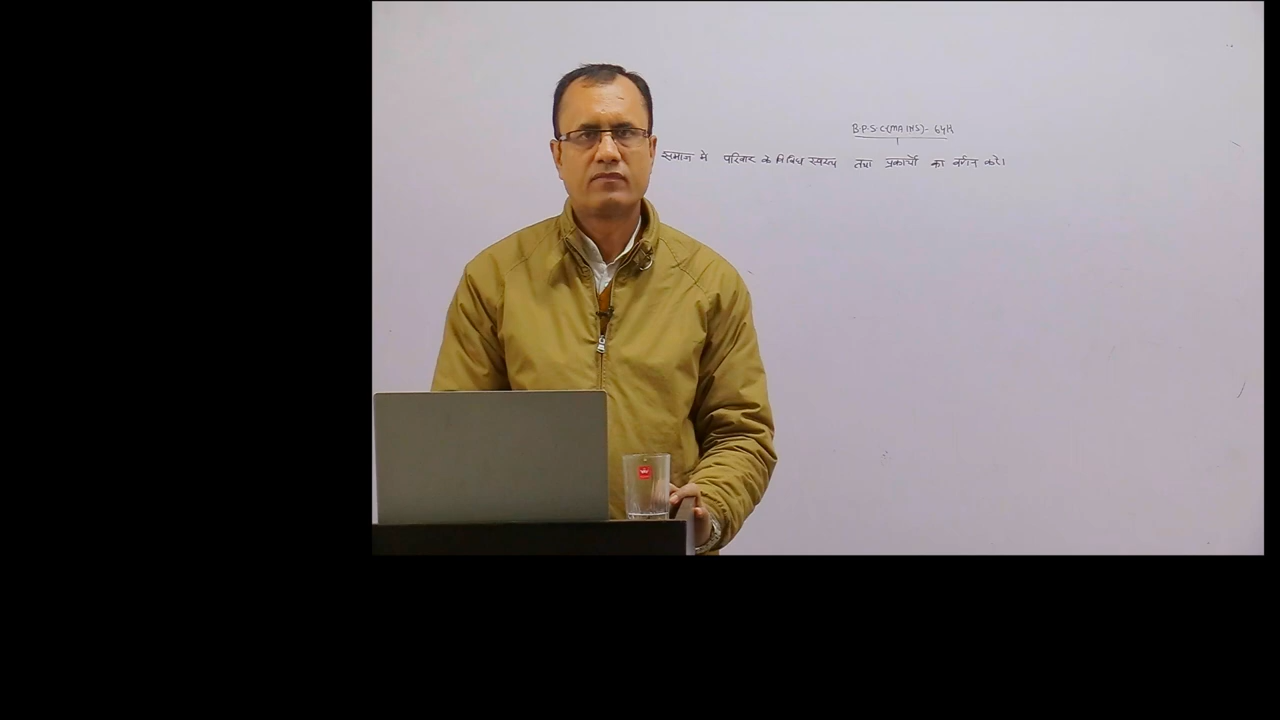 B.P.S.C(MAINS)- 64th
समाज में परिवार के विविध स्वरूप तथा प्रकार्यों का वर्णन करें।